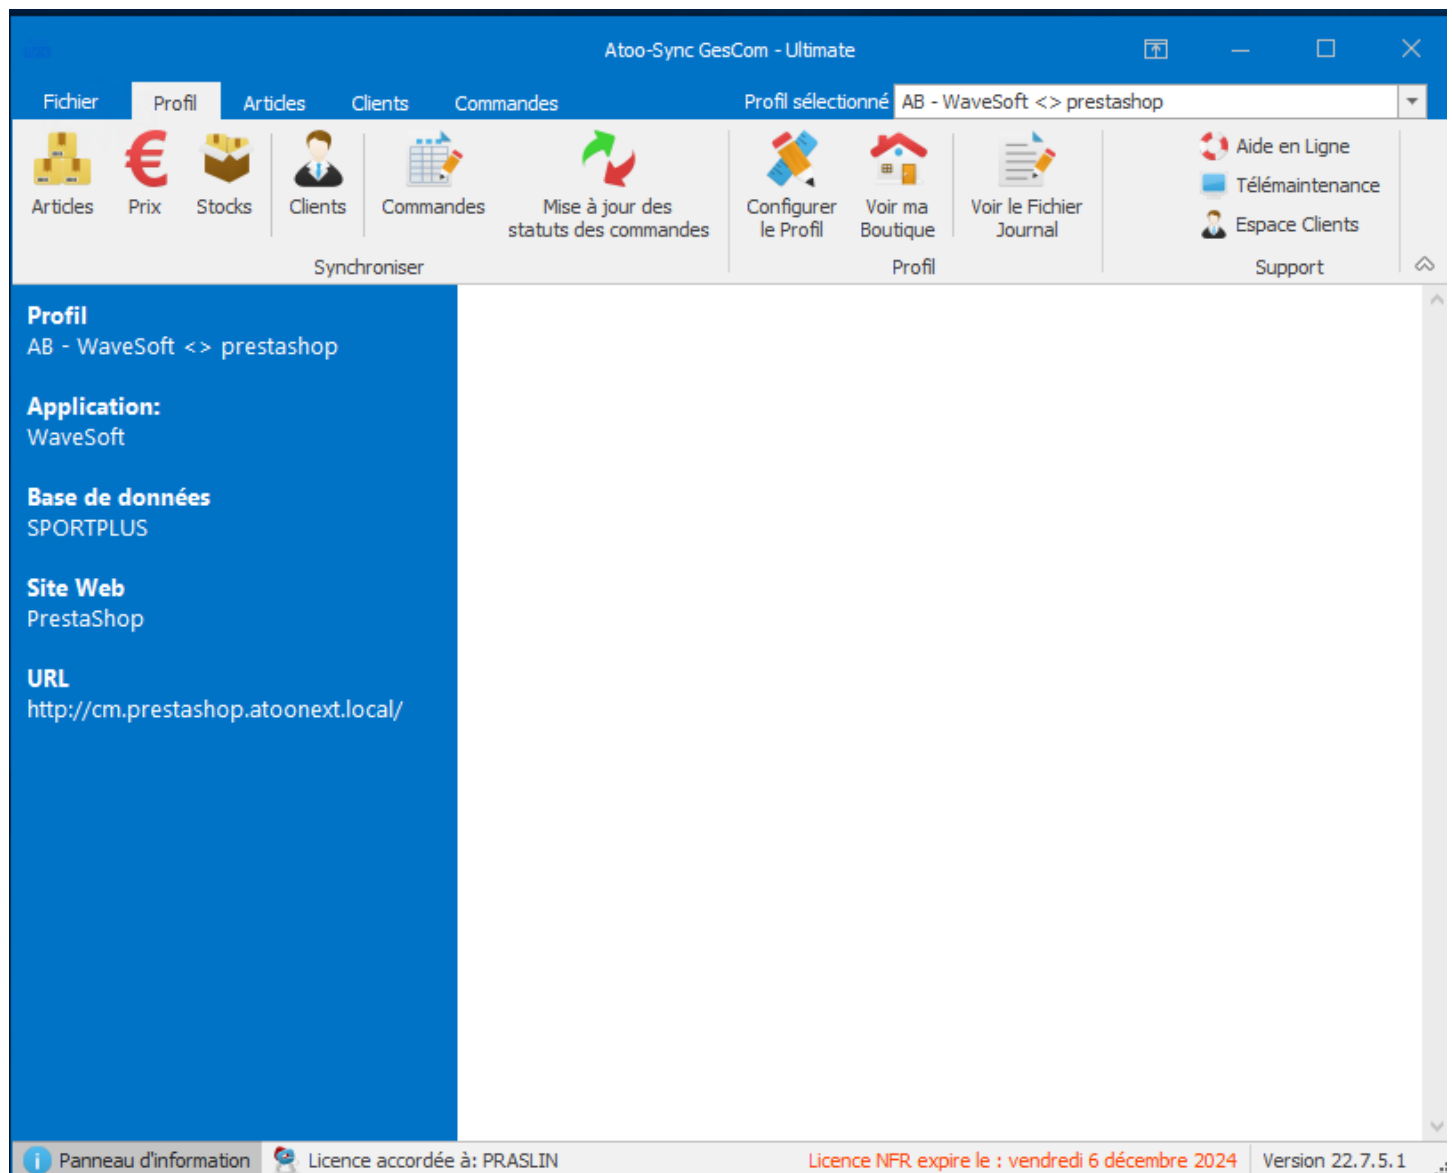 Atoo-Sync GesCom - Ultimate
Fichier Profil Articles Clients Commandes Profil sélectionné AB - WaveSoft <> prestashop
Articles Prix Stocks Clients Commandes Mise à jour des statuts des commandes Configurer le Profil Voir ma Boutique Voir le Fichier Journal
Aide en Ligne
Télémaintenance
Espace Clients
Synchroniser Profil Support
Profil
AB - WaveSoft <> prestashop
Application:
WaveSoft
Base de données
SPORTPLUS
Site Web
PrestaShop
URL
http://cm.prestashop.atoonext.local/
Panneau d'information Licence accordée à: PRASLIN Licence NFR expire le : vendredi 6 décembre 2024 Version 22.7.5.1